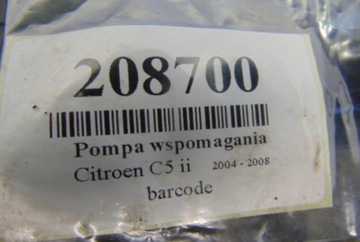 208700
Pompa wspomagania
Citroen C5 ii 2004 - 2008
barcode